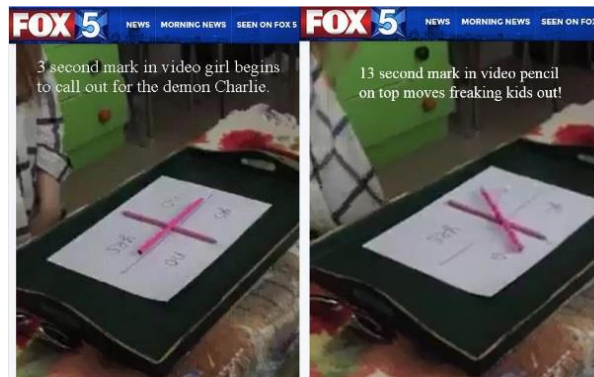 FOX 5 NEWS MORNING NEWS SEEN ON FOX 5
3 second mark in video girl begins
to call out for the demon Charlie.
FOX 5 NEWS MORNING NEWS SEEN ON FO
13 second mark in video pencil
on top moves freaking kids out!